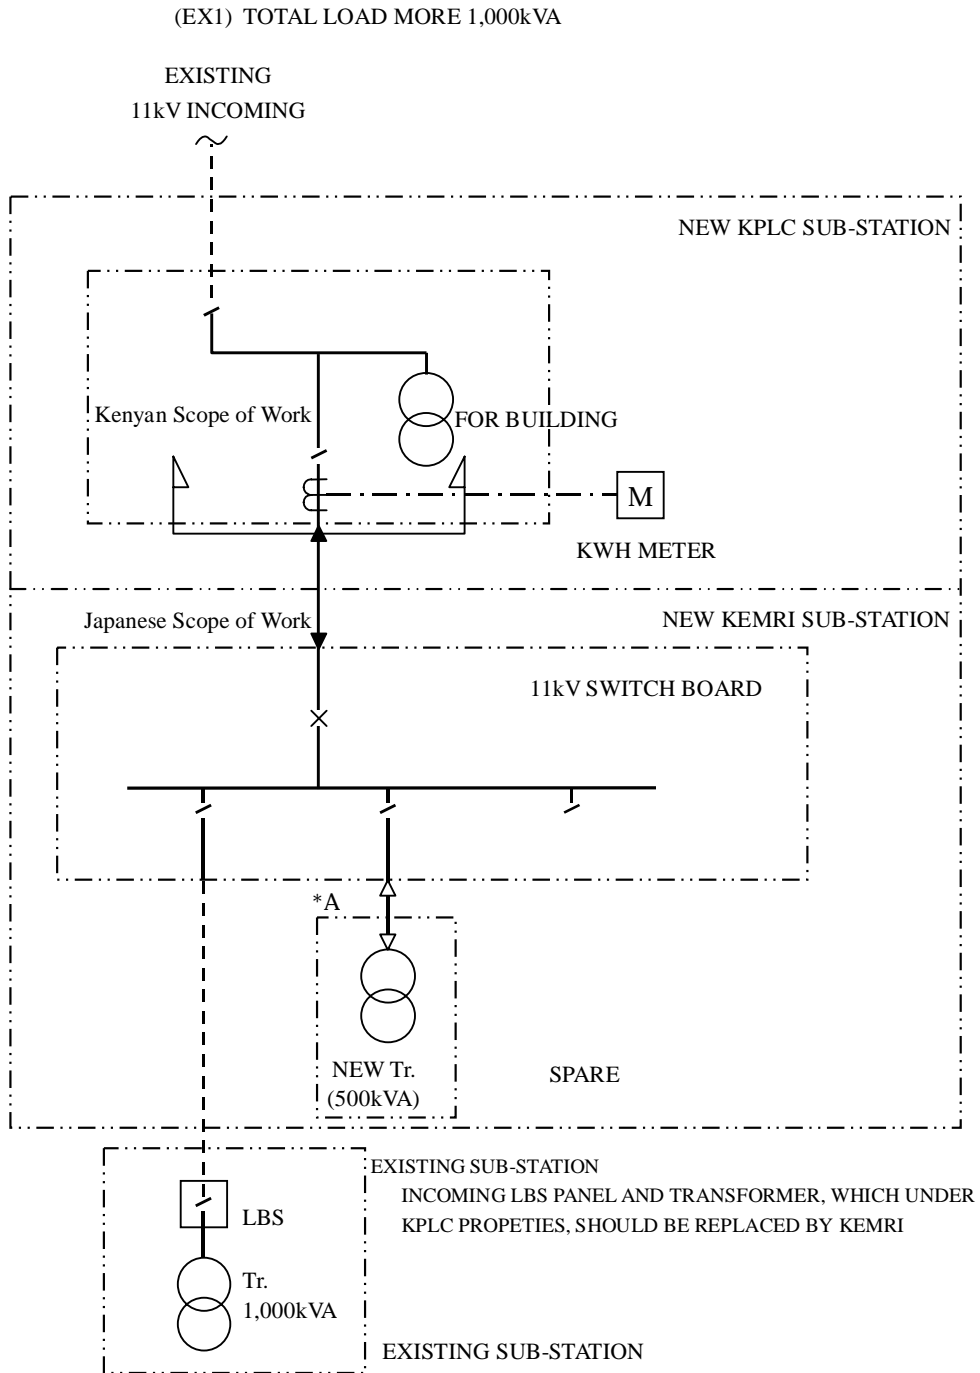 (EX1) TOTAL LOAD MORE 1,000kVA
EXISTING
11kV INCOMING
NEW KPLC SUB-STATION
Kenyan Scope of Work
FOR BUILDING
M
KWH METER
Japanese Scope of Work
NEW KEMRI SUB-STATION
11kV SWITCH BOARD
*A
NEW Tr.
(500kVA)
SPARE
EXISTING SUB-STATION
INCOMING LBS PANEL AND TRANSFORMER, WHICH UNDER
KPLC PROPETIES, SHOULD BE REPLACED BY KEMRI
LBS
Tr.
1,000kVA
EXISTING SUB-STATION